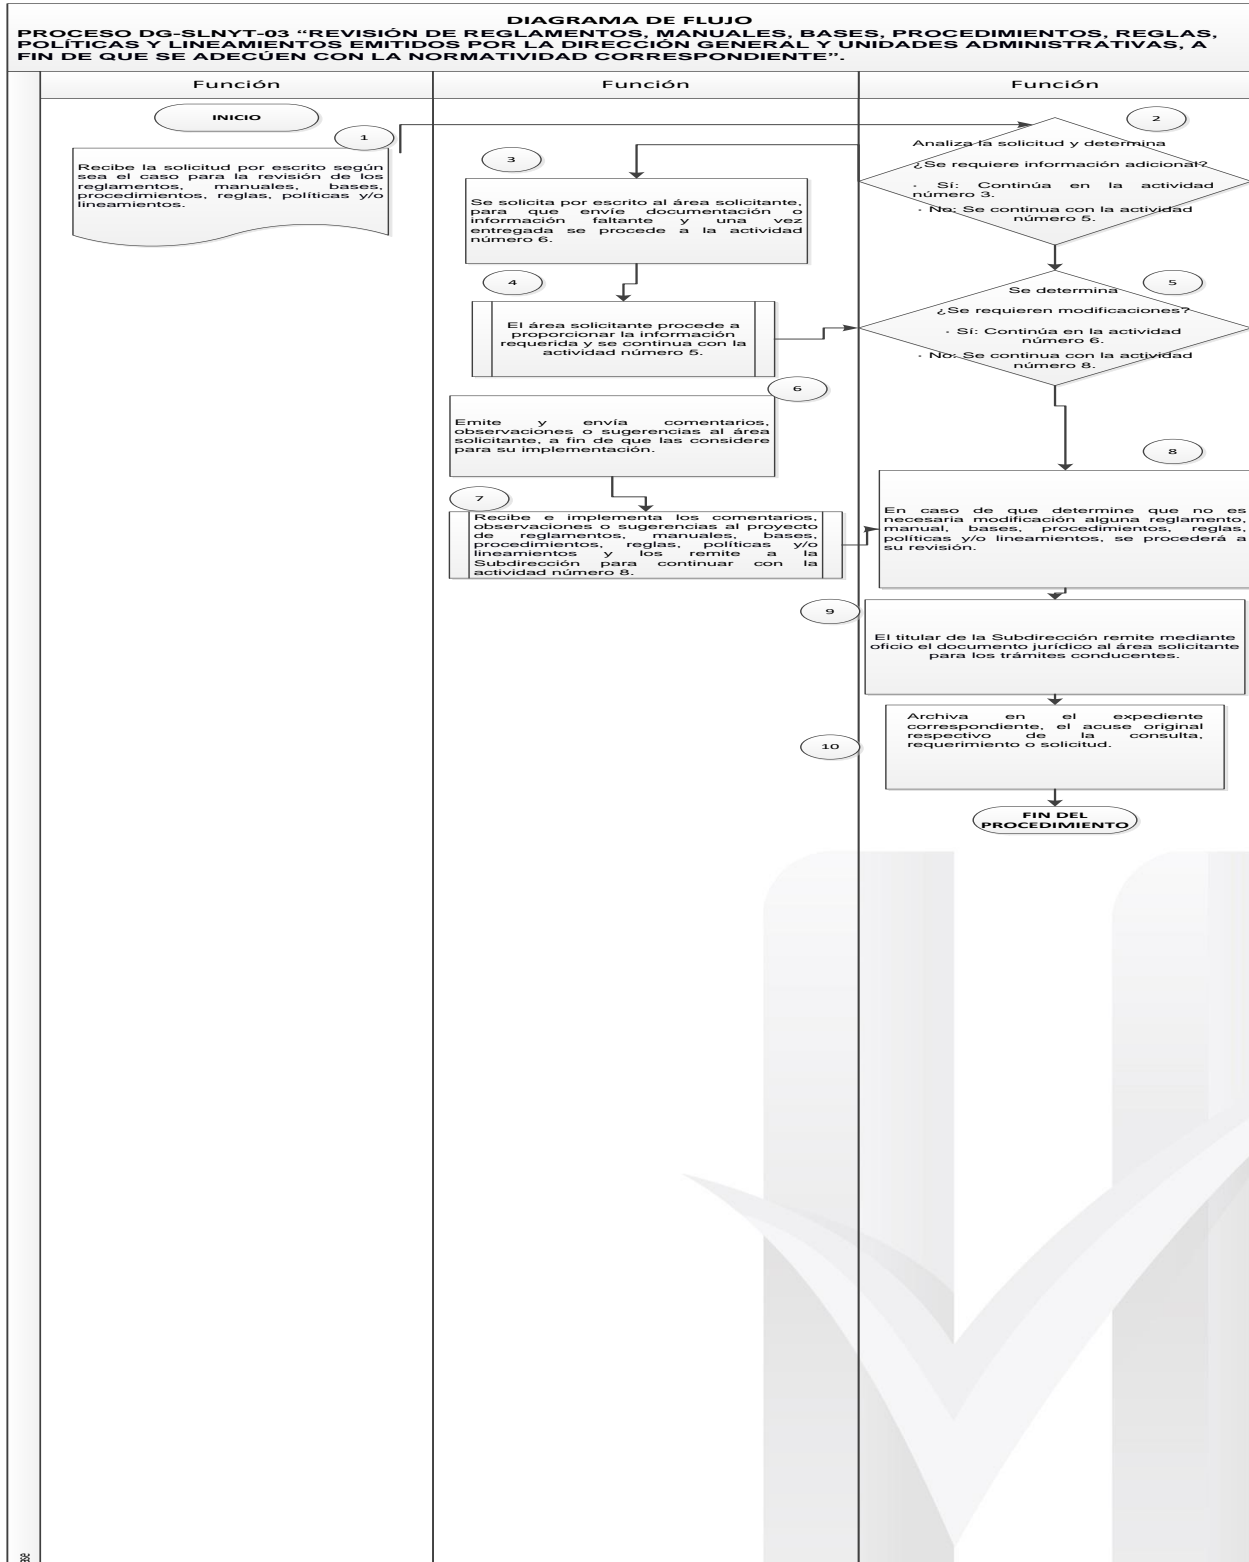 DIAGRAMA DE FLUJO
PROCESO DG-SLNYT-03 “REVISIÓN DE REGLAMENTOS, MANUALES, BASES, PROCEDIMIENTOS, REGLAS,
POLÍTICAS Y LINEAMIENTOS EMITIDOS POR LA DIRECCIÓN GENERAL Y UNIDADES ADMINISTRATIVAS, A
FIN DE QUE SE ADECÚEN CON LA NORMATIVIDAD CORRESPONDIENTE”.
Función
Función
Función
INICIO
1
Recibe la solicitud por escrito según
sea el caso para la revisión de los
reglamentos, manuales, bases,
procedimientos, reglas, políticas y/o
lineamientos.
2
Analiza la solicitud y determina
¿Se requiere información adicional?
· Sí: Continúa en la actividad
número 3.
· No: Se continua con la actividad
número 5.
3
Se solicita por escrito al área solicitante,
para que envíe documentación o
información faltante y una vez
entregada se procede a la actividad
número 6.
4
El área solicitante procede a
proporcionar la información
requerida y se continua con la
actividad número 5.
5
Se determina
¿Se requieren modificaciones?
· Sí: Continúa en la actividad
número 6.
· No: Se continua con la actividad
número 8.
6
Emite y envía comentarios,
observaciones o sugerencias al área
solicitante, a fin de que las considere
para su implementación.
7
Recibe e implementa los comentarios,
observaciones o sugerencias al proyecto
de reglamentos, manuales, bases,
procedimientos, reglas, políticas y/o
lineamientos y los remite a la
Subdirección para continuar con la
actividad número 8.
8
En caso de que determine que no es
necesaria modificación alguna reglamento,
manual, bases, procedimientos, reglas,
políticas y/o lineamientos, se procederá a
su revisión.
9
El titular de la Subdirección remite mediante
oficio el documento jurídico al área solicitante
para los trámites conducentes.
10
Archiva en el expediente
correspondiente, el acuse original
respectivo de la consulta,
requerimiento o solicitud.
FIN DEL
PROCEDIMIENTO